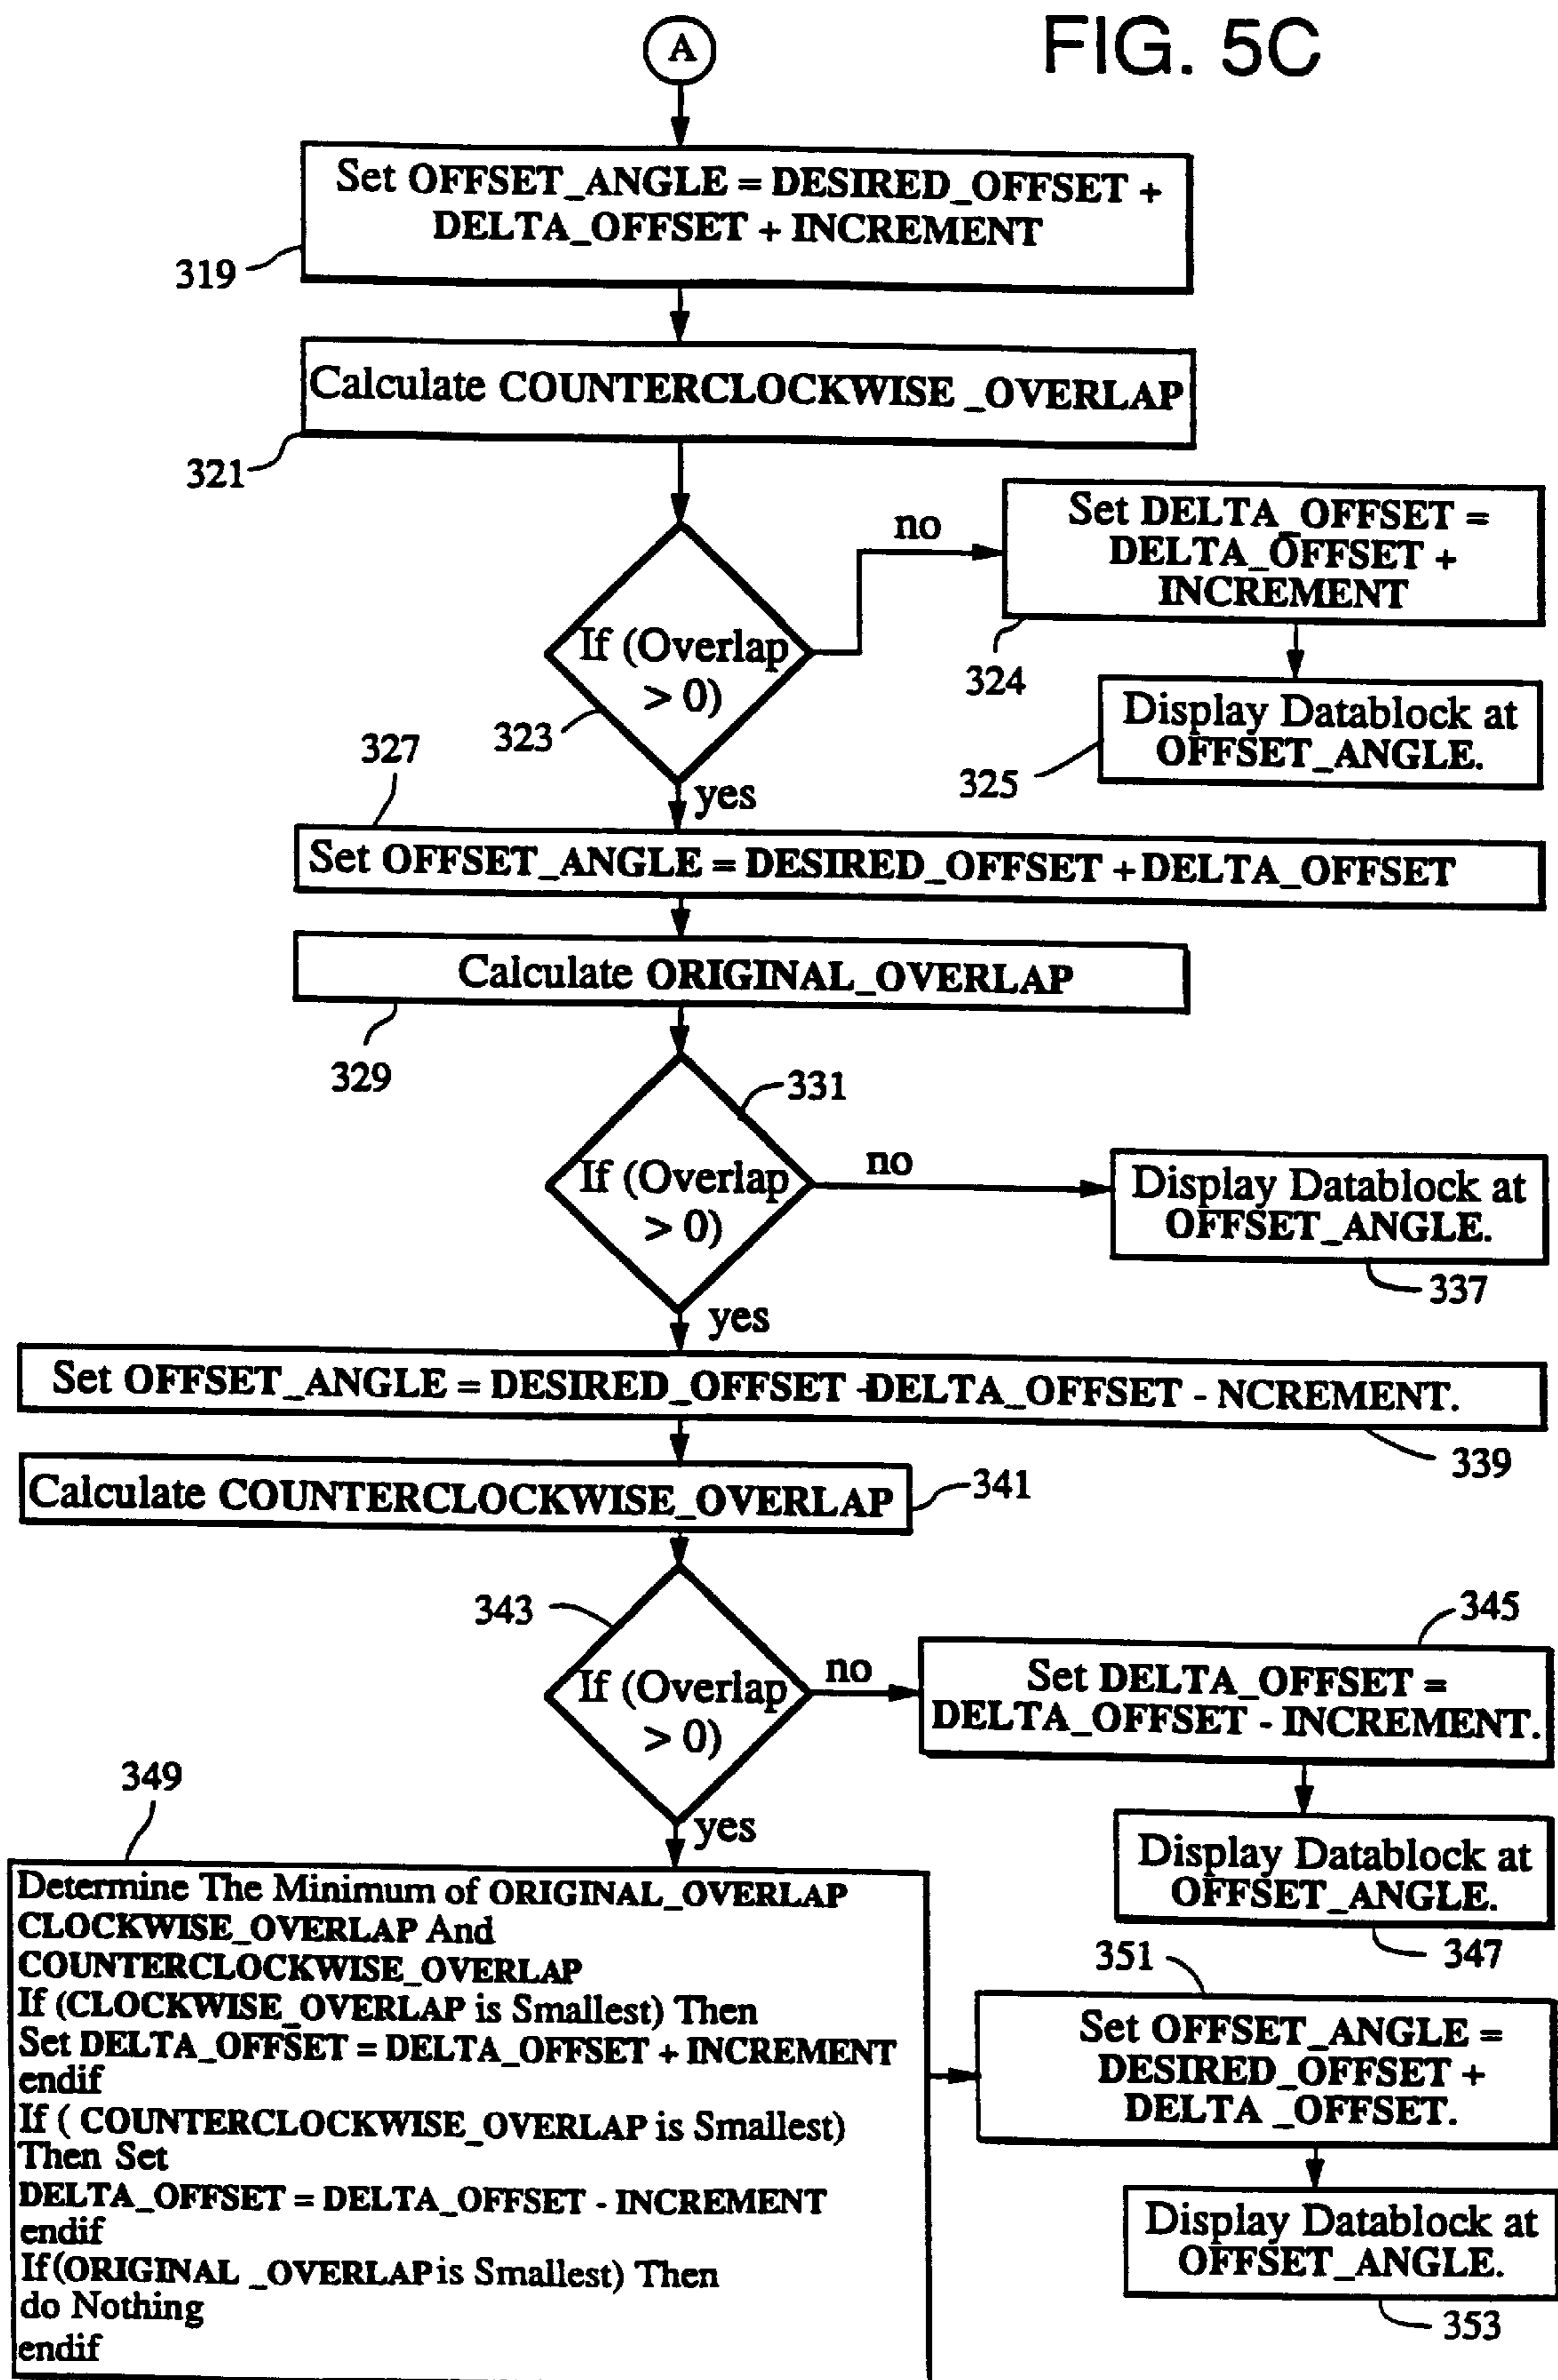 FIG. 5C
A
Set OFFSET_ANGLE = DESIRED_OFFSET +
DELTA_OFFSET + INCREMENT
319
Calculate COUNTERCLOCKWISE _OVERLAP
321
If (Overlap
> 0)
323
no
Set DELTA_OFFSET =
DELTA_OFFSET +
INCREMENT
324
Display Datablock at
OFFSET_ANGLE.
325
yes
327
Set OFFSET_ANGLE = DESIRED_OFFSET + DELTA_OFFSET
Calculate ORIGINAL_OVERLAP
329
331
If (Overlap
> 0)
no
Display Datablock at
OFFSET_ANGLE.
337
yes
Set OFFSET_ANGLE = DESIRED_OFFSET -DELTA_OFFSET - NCREMENT.
339
Calculate COUNTERCLOCKWISE_OVERLAP
341
343
If (Overlap
> 0)
no
345
Set DELTA_OFFSET =
DELTA_OFFSET - INCREMENT.
Display Datablock at
OFFSET_ANGLE.
347
yes
349
Determine The Minimum of ORIGINAL_OVERLAP
CLOCKWISE_OVERLAP And
COUNTERCLOCKWISE_OVERLAP
If (CLOCKWISE_OVERLAP is Smallest) Then
Set DELTA_OFFSET = DELTA_OFFSET + INCREMENT
endif
If ( COUNTERCLOCKWISE_OVERLAP is Smallest)
Then Set
DELTA_OFFSET = DELTA_OFFSET - INCREMENT
endif
If (ORIGINAL _OVERLAP is Smallest) Then
do Nothing
endif
351
Set OFFSET_ANGLE =
DESIRED_OFFSET +
DELTA _OFFSET.
Display Datablock at
OFFSET_ANGLE.
353